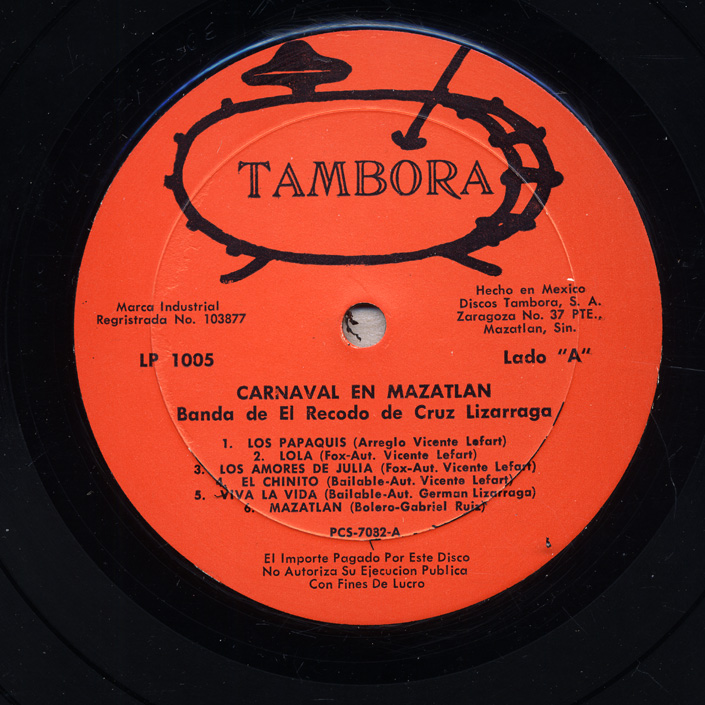 TAMBORA
Marca Industrial
Registrada No. 103877
Hecho en Mexico
Discos Tambora, S. A.
Zaragoza No. 37 PTE.,
Mazatlan, Sin.
LP 1005
Lado "A"
CARNAVAL EN MAZATLAN
Banda de El Recodo de Cruz Lizarraga
1. LOS PAPAQUIS (Arreglo Vicente Lefart)
2. LOLA (Fox-Aut. Vicente Lefart)
3. LOS AMORES DE JULIA (Fox-Aut. Vicente Lefart)
4. EL CHINITO (Bailable-Aut. Vicente Lefart)
5. VIVA LA VIDA (Bailable-Aut. German Lizarraga)
6. MAZATLAN (Bolero-Gabriel Ruiz)
PCS-7082-A
El Importe Pagado Por Este Disco
No Autoriza Su Ejecucion Publica
Con Fines De Lucro
5